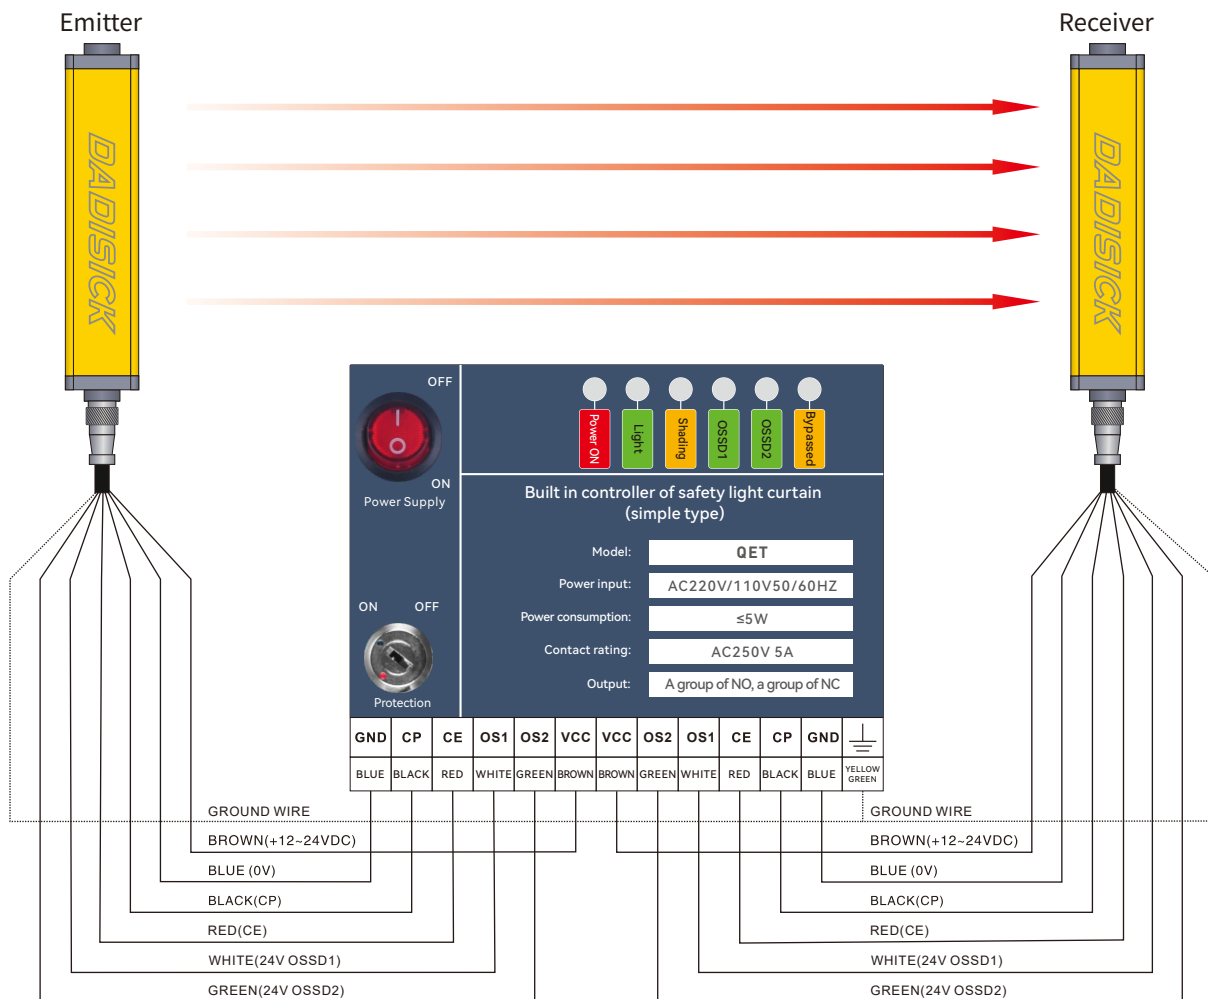 Emitter
Receiver
DADISICK
DADISICK
OFF
ON
Power Supply
ON
OFF
Protection
Power ON
Light
Shading
OSSD1
OSSD2
Bypassed
Built in controller of safety light curtain
(simple type)
Model: QET
Power input: AC220V/110V50/60HZ
Power consumption: ≤5W
Contact rating: AC250V 5A
Output: A group of NO, a group of NC
GND CP CE OS1 OS2 VCC VCC OS2 OS1 CE CP GND
BLUE BLACK RED WHITE GREEN BROWN BROWN GREEN WHITE RED BLACK BLUE YELLOW
GREEN
GROUND WIRE GROUND WIRE
BROWN(+12~24VDC) BROWN(+12~24VDC)
BLUE (0V) BLUE (0V)
BLACK(CP) BLACK(CP)
RED(CE) RED(CE)
WHITE(24V OSSD1) WHITE(24V OSSD1)
GREEN(24V OSSD2) GREEN(24V OSSD2)